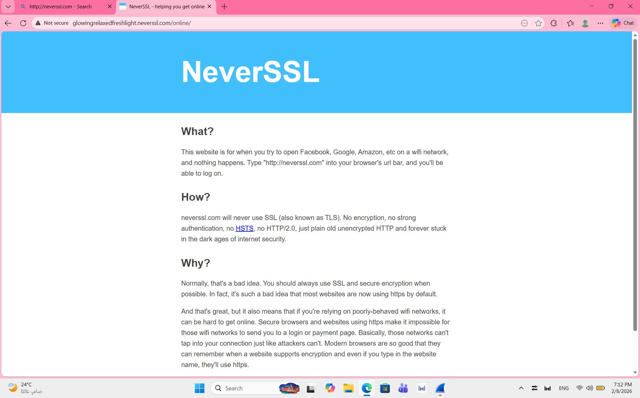 http://neverssl.com - Search
NeverSSL - helping you get online
Not secure
glowingrelaxedfreshlight.neverssl.com/online/
Chat
NeverSSL
What?
This website is for when you try to open Facebook, Google, Amazon, etc on a wifi network,
and nothing happens. Type "http://neverssl.com" into your browser's url bar, and you'll be
able to log on.
How?
neverssl.com will never use SSL (also known as TLS). No encryption, no strong
authentication, no HSTS, no HTTP/2.0, just plain old unencrypted HTTP and forever stuck
in the dark ages of internet security.
Why?
Normally, that's a bad idea. You should always use SSL and secure encryption when
possible. In fact, it's such a bad idea that most websites are now using https by default.
And that's great, but it also means that if you're relying on poorly-behaved wifi networks, it
can be hard to get online. Secure browsers and websites using https make it impossible for
those wifi networks to send you to a login or payment page. Basically, those networks can't
tap into your connection just like attackers can't. Modern browsers are so good that they
can remember when a website supports encryption and even if you type in the website
name, they'll use https.
24°C
صافي غالبًا
Search
ENG
7:12 PM
2/8/2026